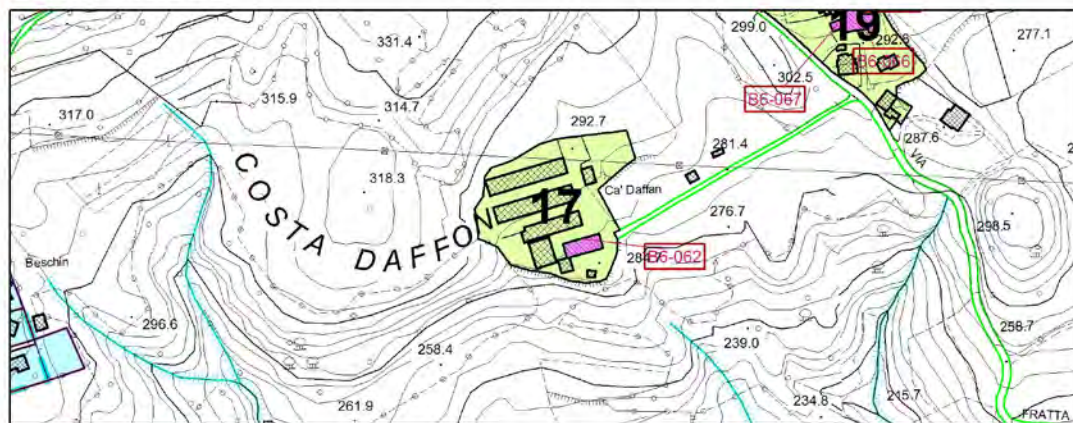 299.0
19
292.6
277.1
331.4
B6-066
302.5
B6-067
315.9
314.7
317.0
292.7
287.6
281.4
VIA
318.3
Ca' Daffan
17
COSTA DAFFON
276.7
298.5
B6-062
Beschin
296.6
258.7
239.0
258.4
261.9
234.8
215.7
FRATTA